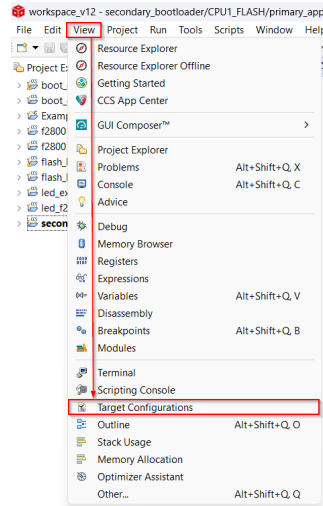 workspace_v12 - secondary_bootloader/CPU1_FLASH/primary_app
File Edit View Project Run Tools Scripts Window Help
Project Ex
boot_
boot_
Examp
f2800
f2800
flash_l
flash_l
led_ex
led_f2
secon
Resource Explorer
Resource Explorer Offline
Getting Started
CCS App Center
GUI Composer™
Project Explorer
Problems Alt+Shift+Q, X
Console Alt+Shift+Q, C
Advice
Debug
Memory Browser
Registers
Expressions
Variables Alt+Shift+Q, V
Disassembly
Breakpoints Alt+Shift+Q, B
Modules
Terminal
Scripting Console
Target Configurations
Outline Alt+Shift+Q, O
Stack Usage
Memory Allocation
Optimizer Assistant
Other... Alt+Shift+Q, Q